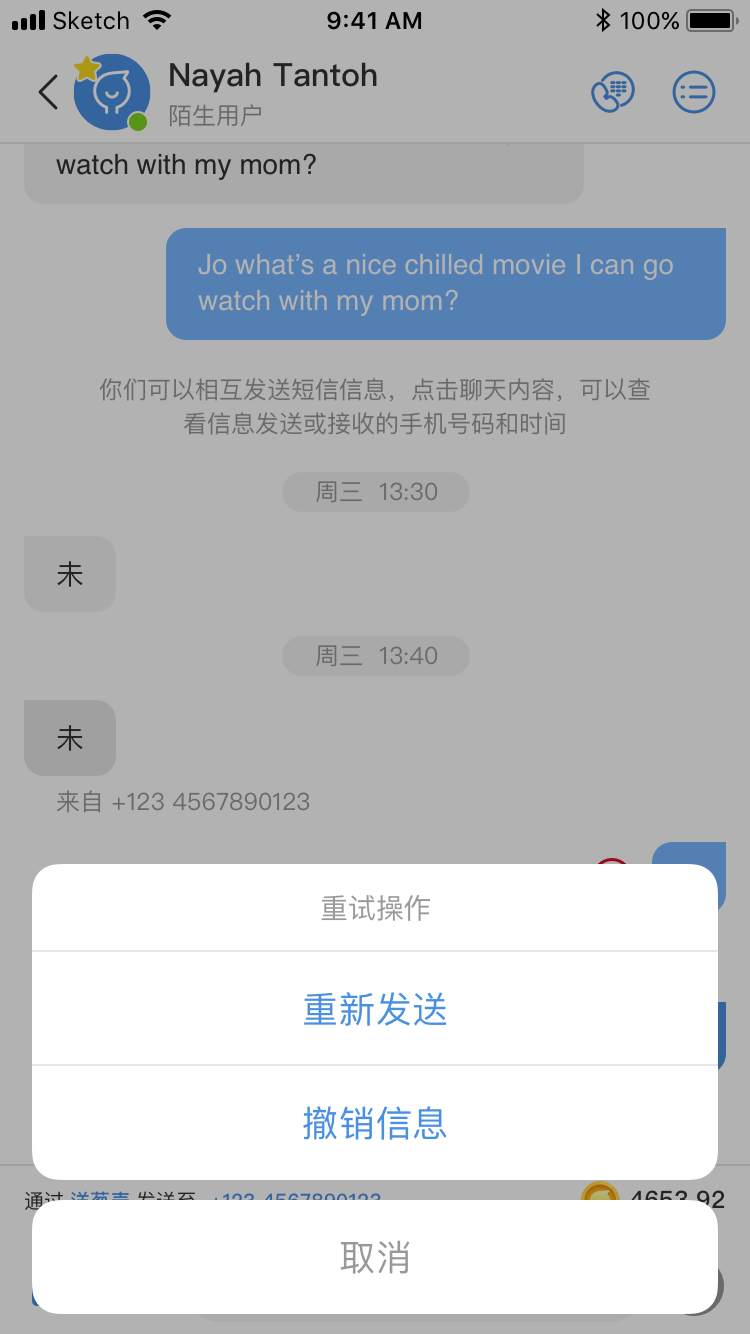 Sketch 9:41 AM 100%
Nayah Tantoh
陌生用户
watch with my mom?
Jo what’s a nice chilled movie I can go
watch with my mom?
你们可以相互发送短信信息，点击聊天内容，可以查
看信息发送或接收的手机号码和时间
周三 13:30
未
周三 13:40
未
来自 +123 4567890123
重试操作
重新发送
撤销信息
通过 洋葱声 发送至 +123 4567890123 4653.92
取消